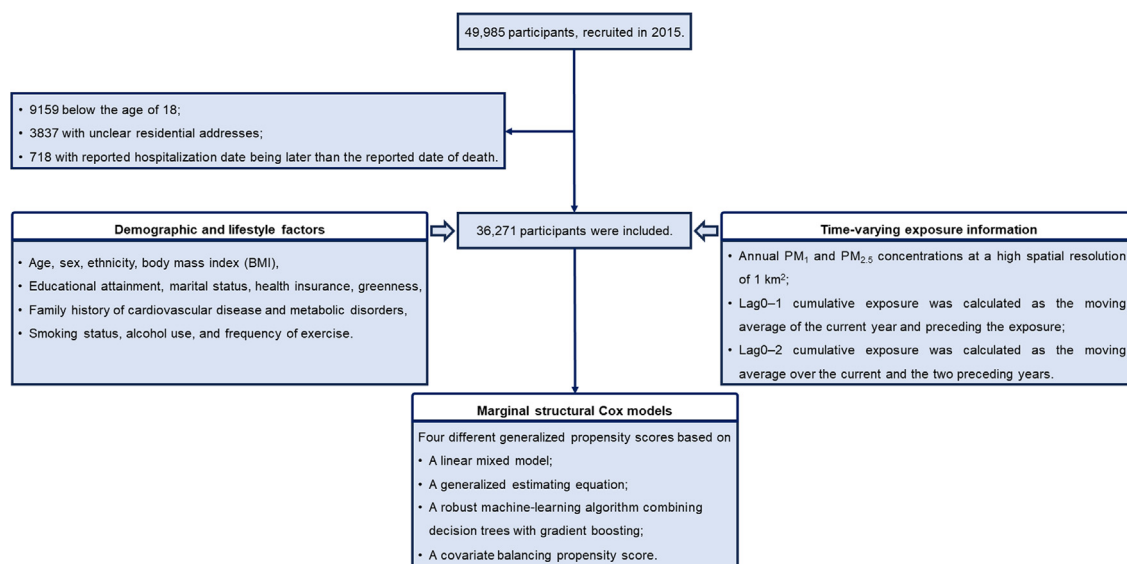 49,985 participants, recruited in 2015.
• 9159 below the age of 18;
• 3837 with unclear residential addresses;
• 718 with reported hospitalization date being later than the reported date of death.
Demographic and lifestyle factors
• Age, sex, ethnicity, body mass index (BMI),
• Educational attainment, marital status, health insurance, greenness,
• Family history of cardiovascular disease and metabolic disorders,
• Smoking status, alcohol use, and frequency of exercise.
36,271 participants were included.
Time-varying exposure information
• Annual PM₁ and PM₂.₅ concentrations at a high spatial resolution
of 1 km²;
• Lag0–1 cumulative exposure was calculated as the moving
average of the current year and preceding the exposure;
• Lag0–2 cumulative exposure was calculated as the moving
average over the current and the two preceding years.
Marginal structural Cox models
Four different generalized propensity scores based on
• A linear mixed model;
• A generalized estimating equation;
• A robust machine-learning algorithm combining
decision trees with gradient boosting;
• A covariate balancing propensity score.